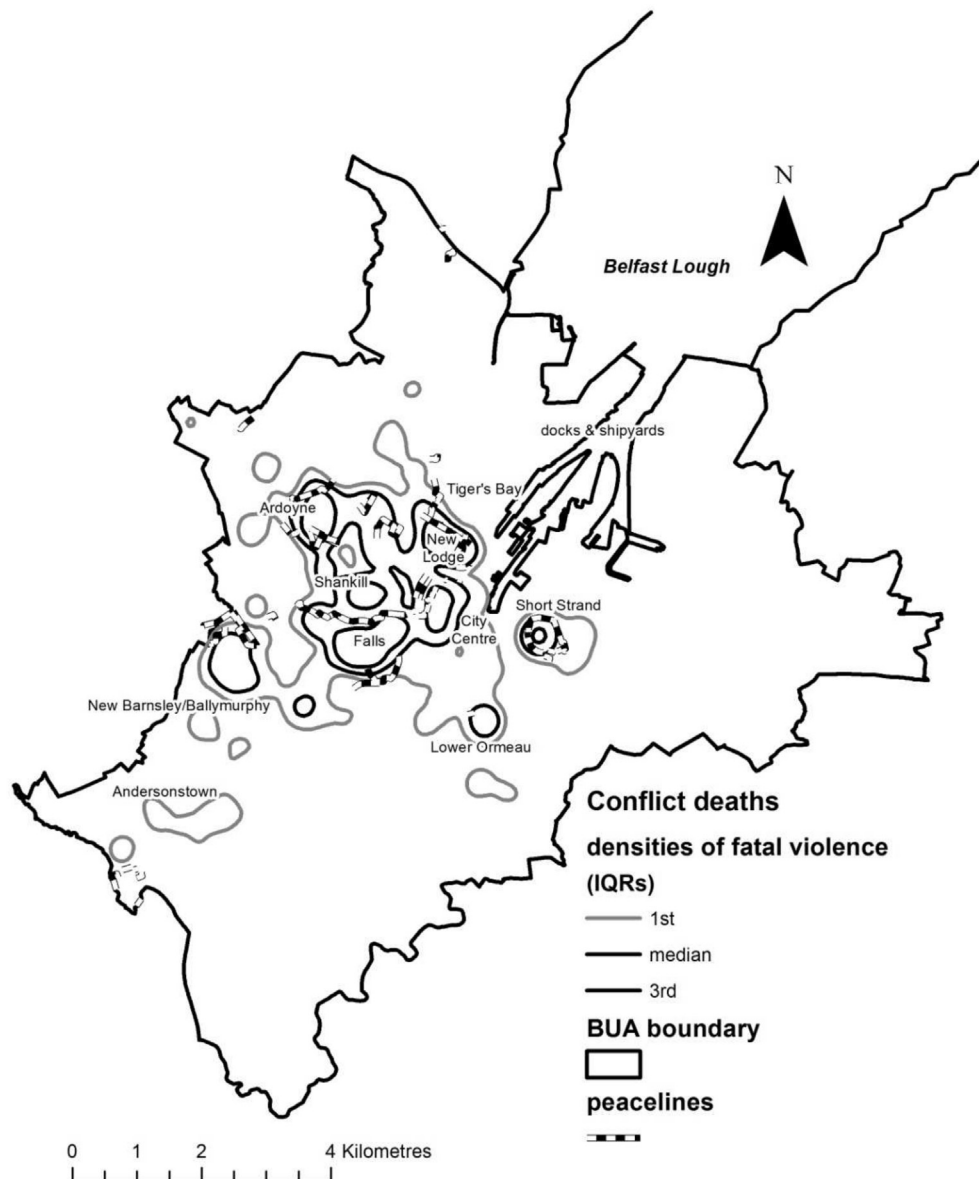 N
Belfast Lough
docks & shipyards
Tiger's Bay
Ardoyne
New
Lodge
Shankill
Short Strand
City
Centre
Falls
New Barnsley/Ballymurphy
Lower Ormeau
Andersonstown
Conflict deaths
densities of fatal violence
(IQRs)
1st
median
3rd
BUA boundary
peacelines
0 1 2 4 Kilometres